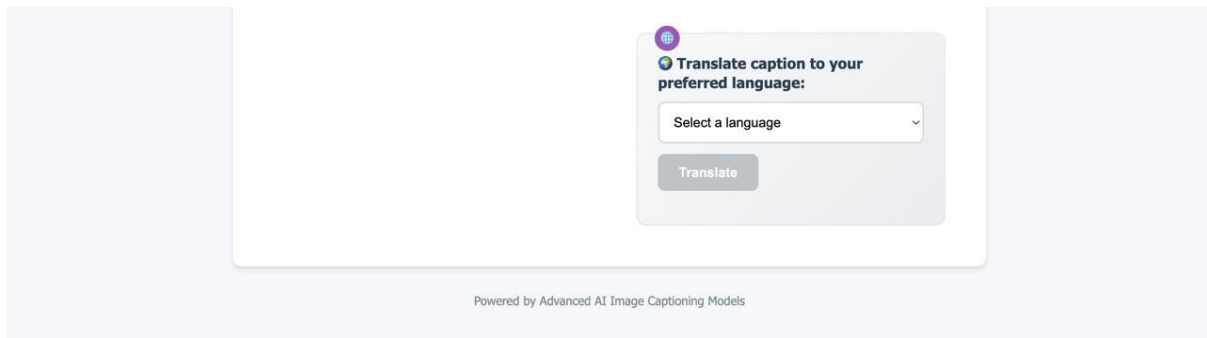 Translate caption to your
preferred language:
Select a language
Translate
Powered by Advanced AI Image Captioning Models